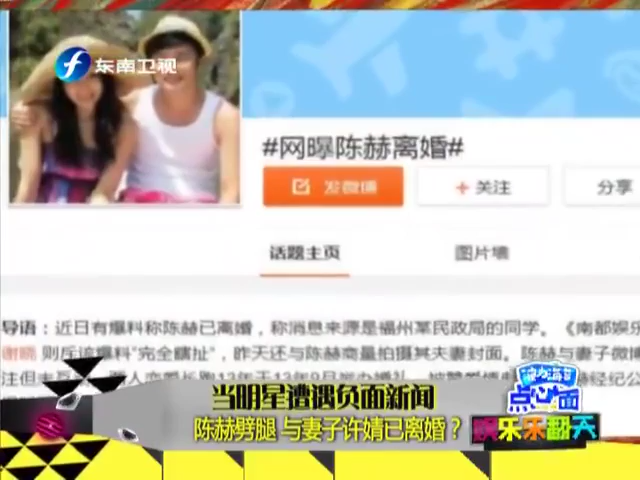 东南卫视
#网曝陈赫离婚#
发微博
+关注
分享
话题主页
图片墙
导语：近日有爆料称陈赫已离婚，称消息来源是福州某民政局的同学。《南都娱乐
谢晓 则斥该爆料“完全瞎扯”，昨天还与陈赫商量拍摄其夫妻封面。陈赫与妻子微博
当明星遭遇负面新闻
点心面
陈赫劈腿 与妻子许婧已离婚？
娱乐乐翻天